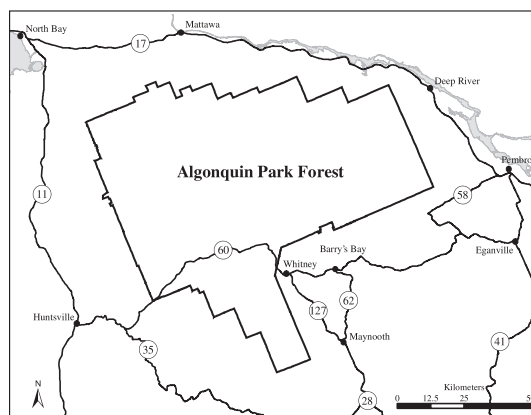 North Bay
Mattawa
17
Deep River
Algonquin Park Forest
Pembro
58
11
60
Eganville
Barry's Bay
Whitney
62
127
Huntsville
35
Maynooth
41
Kilometers
N
28
0 12.5 25